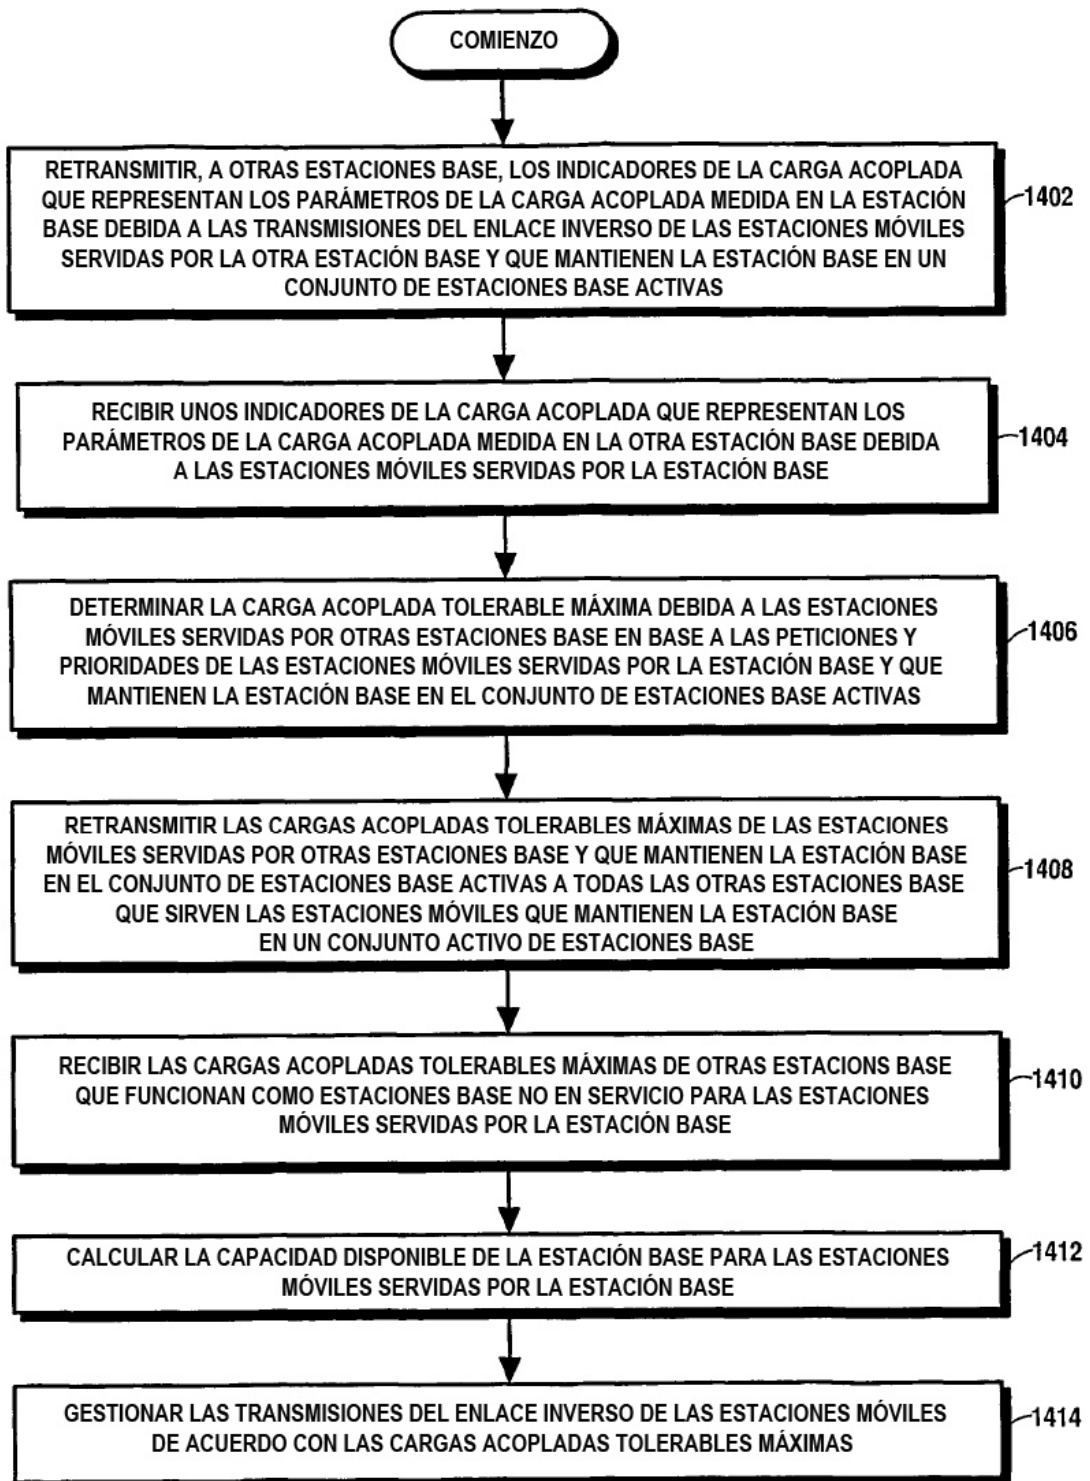 COMIENZO
RETRANSMITIR, A OTRAS ESTACIONES BASE, LOS INDICADORES DE LA CARGA ACOPLADA
QUE REPRESENTAN LOS PARÁMETROS DE LA CARGA ACOPLADA MEDIDA EN LA ESTACIÓN
BASE DEBIDA A LAS TRANSMISIONES DEL ENLACE INVERSO DE LAS ESTACIONES MÓVILES
SERVIDAS POR LA OTRA ESTACIÓN BASE Y QUE MANTIENEN LA ESTACIÓN BASE EN UN
CONJUNTO DE ESTACIONES BASE ACTIVAS
1402
RECIBIR UNOS INDICADORES DE LA CARGA ACOPLADA QUE REPRESENTAN LOS
PARÁMETROS DE LA CARGA ACOPLADA MEDIDA EN LA OTRA ESTACIÓN BASE DEBIDA
A LAS ESTACIONES MÓVILES SERVIDAS POR LA ESTACIÓN BASE
1404
DETERMINAR LA CARGA ACOPLADA TOLERABLE MÁXIMA DEBIDA A LAS ESTACIONES
MÓVILES SERVIDAS POR OTRAS ESTACIONES BASE EN BASE A LAS PETICIONES Y
PRIORIDADES DE LAS ESTACIONES MÓVILES SERVIDAS POR LA ESTACIÓN BASE Y QUE
MANTIENEN LA ESTACIÓN BASE EN EL CONJUNTO DE ESTACIONES BASE ACTIVAS
1406
RETRANSMITIR LAS CARGAS ACOPLADAS TOLERABLES MÁXIMAS DE LAS ESTACIONES
MÓVILES SERVIDAS POR OTRAS ESTACIONES BASE Y QUE MANTIENEN LA ESTACIÓN BASE
EN EL CONJUNTO DE ESTACIONES BASE ACTIVAS A TODAS LAS OTRAS ESTACIONES BASE
QUE SIRVEN LAS ESTACIONES MÓVILES QUE MANTIENEN LA ESTACIÓN BASE
EN UN CONJUNTO ACTIVO DE ESTACIONES BASE
1408
RECIBIR LAS CARGAS ACOPLADAS TOLERABLES MÁXIMAS DE OTRAS ESTACIONS BASE
QUE FUNCIONAN COMO ESTACIONES BASE NO EN SERVICIO PARA LAS ESTACIONES
MÓVILES SERVIDAS POR LA ESTACIÓN BASE
1410
CALCULAR LA CAPACIDAD DISPONIBLE DE LA ESTACIÓN BASE PARA LAS ESTACIONES
MÓVILES SERVIDAS POR LA ESTACIÓN BASE
1412
GESTIONAR LAS TRANSMISIONES DEL ENLACE INVERSO DE LAS ESTACIONES MÓVILES
DE ACUERDO CON LAS CARGAS ACOPLADAS TOLERABLES MÁXIMAS
1414